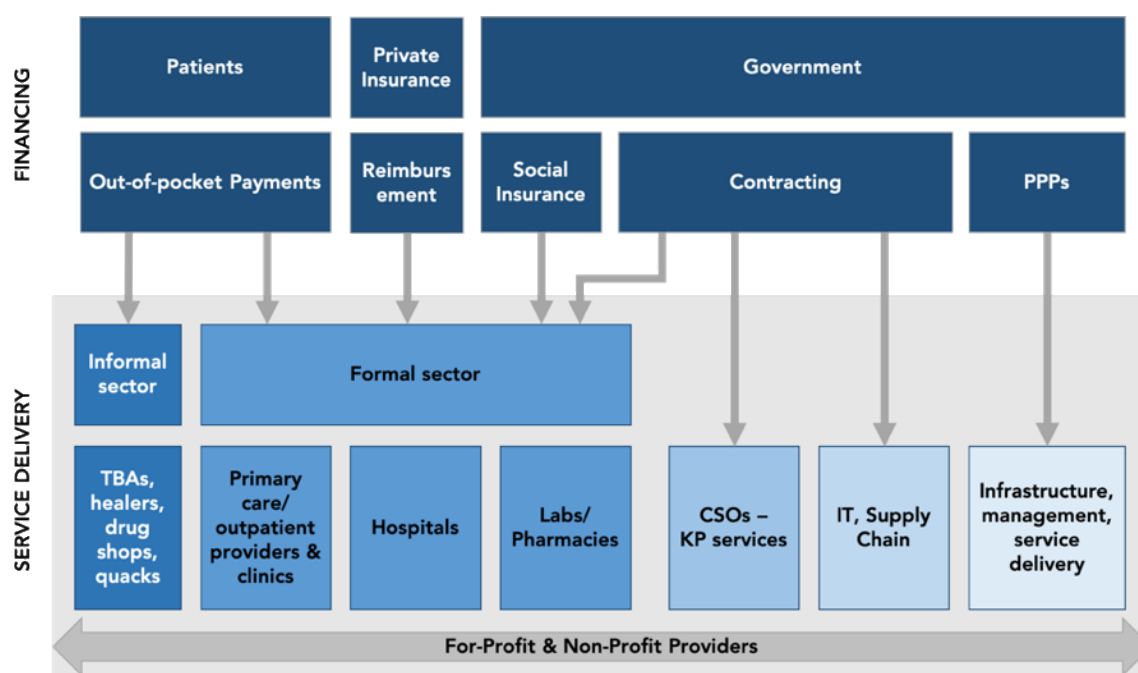 FINANCING
Patients
Private
Insurance
Government
Out-of-pocket Payments
Reimburs
ement
Social
Insurance
Contracting
PPPs
SERVICE DELIVERY
Informal
sector
Formal sector
TBAs,
healers,
drug
shops,
quacks
Primary
care/
outpatient
providers &
clinics
Hospitals
Labs/
Pharmacies
CSOs –
KP services
IT, Supply
Chain
Infrastructure,
management,
service
delivery
For-Profit & Non-Profit Providers